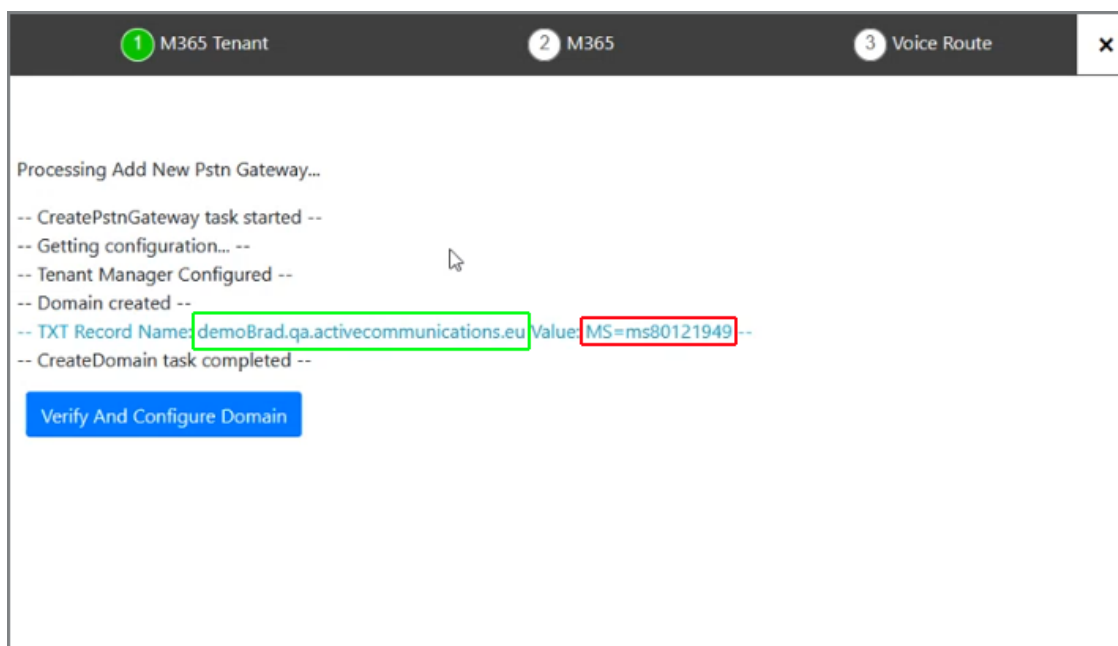 1 M365 Tenant 2 M365 3 Voice Route ×
Processing Add New Pstn Gateway...
-- CreatePstnGateway task started --
-- Getting configuration... --
-- Tenant Manager Configured --
-- Domain created --
-- TXT Record Name: demoBrad.qa.activecommunications.eu Value: MS=ms80121949 --
-- CreateDomain task completed --
Verify And Configure Domain